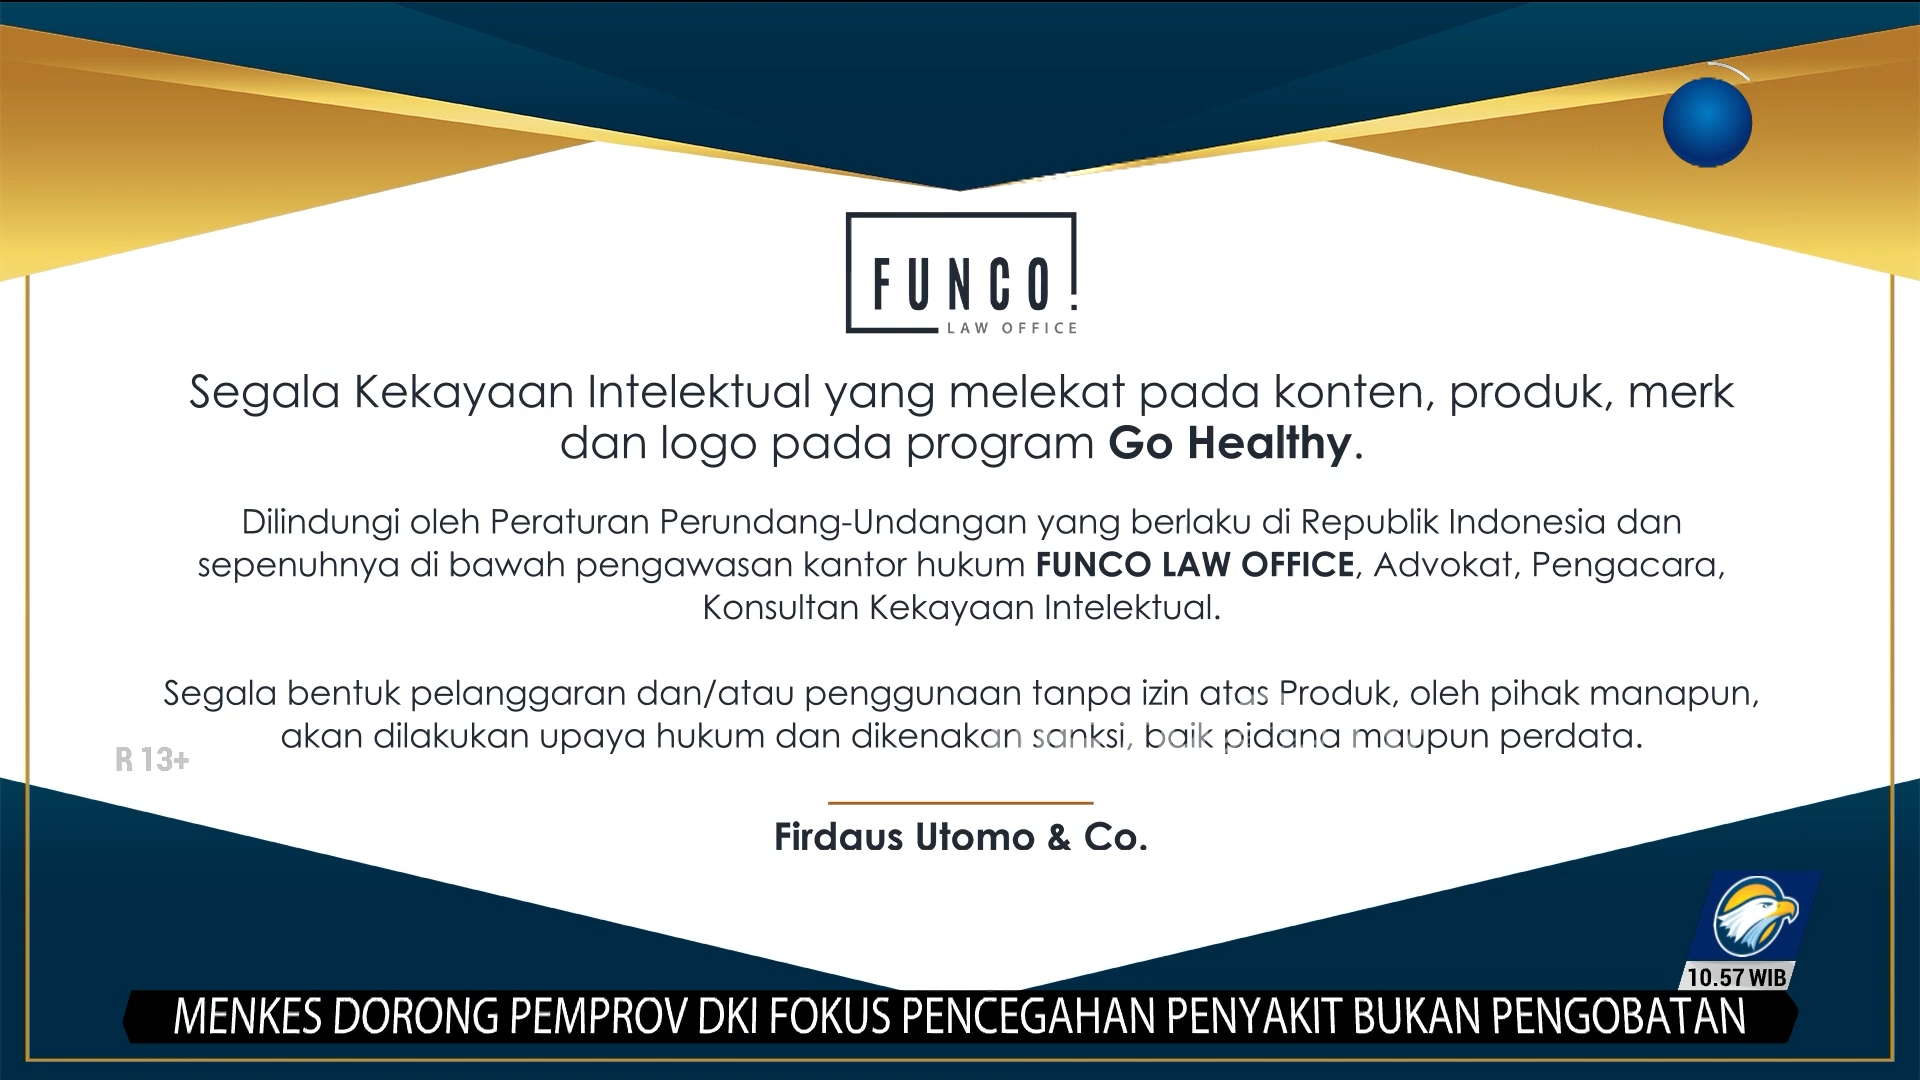 FUNCO!
LAW OFFICE
Segala Kekayaan Intelektual yang melekat pada konten, produk, merk
dan logo pada program Go Healthy.
Dilindungi oleh Peraturan Perundang-Undangan yang berlaku di Republik Indonesia dan
sepenuhnya di bawah pengawasan kantor hukum FUNCO LAW OFFICE, Advokat, Pengacara,
Konsultan Kekayaan Intelektual.
Segala bentuk pelanggaran dan/atau penggunaan tanpa izin atas Produk, oleh pihak manapun,
akan dilakukan upaya hukum dan dikenakan sanksi, baik pidana maupun perdata.
R 13+
Firdaus Utomo & Co.
10.57 WIB
MENKES DORONG PEMPROV DKI FOKUS PENCEGAHAN PENYAKIT BUKAN PENGOBATAN